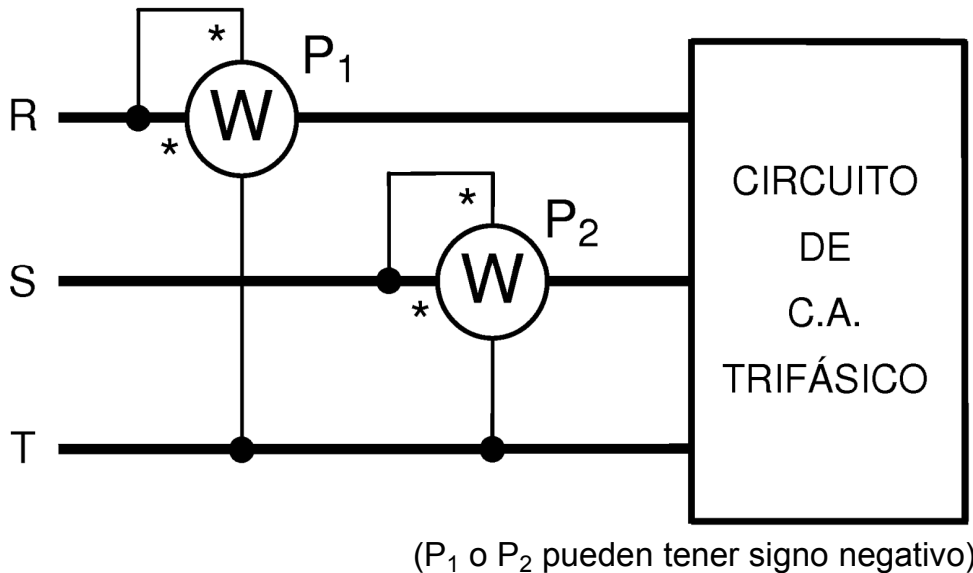 *
P₁
R
W
*
*
P₂
S
W
*
T
CIRCUITO
DE
C.A.
TRIFÁSICO
(P₁ o P₂ pueden tener signo negativo)